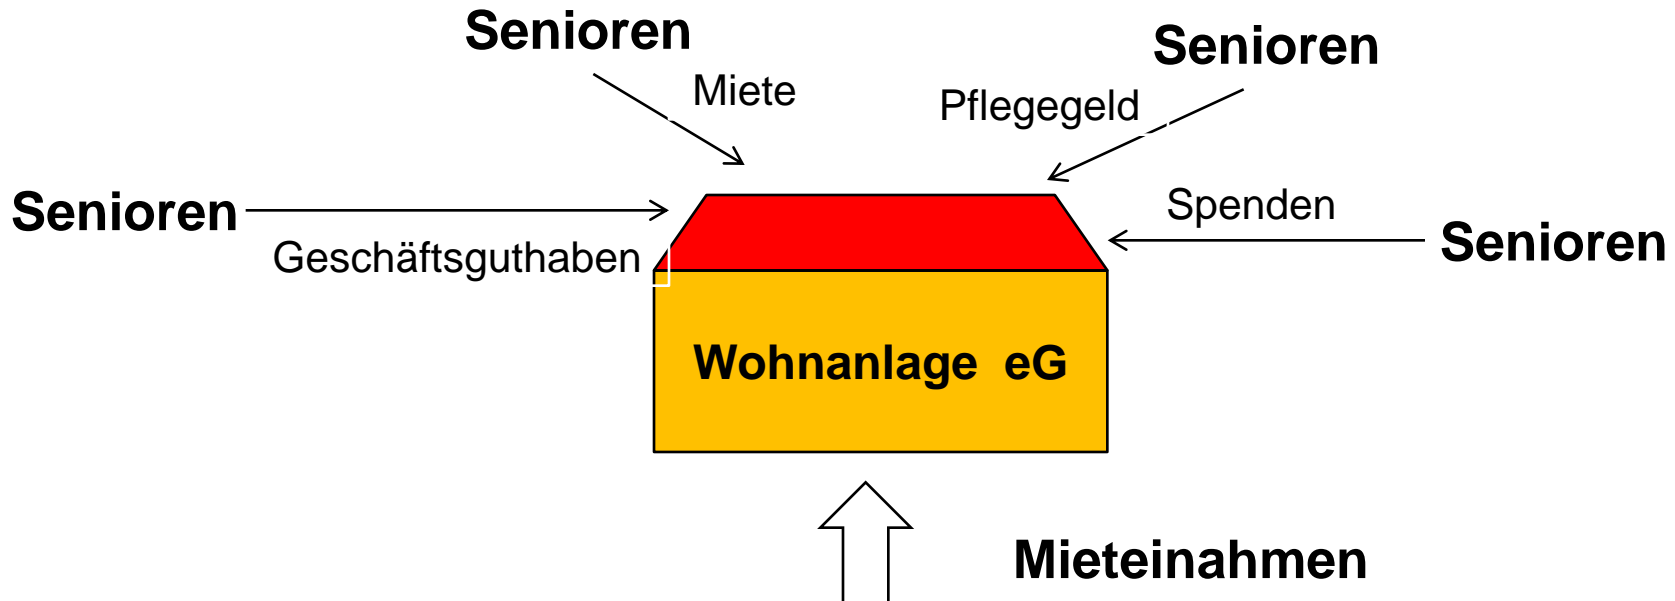 Senioren
Senioren
Miete
Pflegegeld
Senioren
Spenden
Senioren
Geschäftsguthaben
Wohnanlage eG
Mieteinahmen